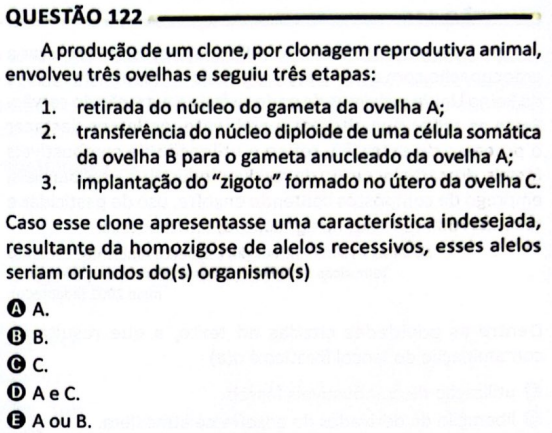 QUESTÃO 122
A produção de um clone, por clonagem reprodutiva animal,
envolveu três ovelhas e seguiu três etapas:
1. retirada do núcleo do gameta da ovelha A;
2. transferência do núcleo diploide de uma célula somática
da ovelha B para o gameta anucleado da ovelha A;
3. implantação do “zigoto” formado no útero da ovelha C.
Caso esse clone apresentasse uma característica indesejada,
resultante da homozigose de alelos recessivos, esses alelos
seriam oriundos do(s) organismo(s)
A A.
B B.
C C.
D A e C.
E A ou B.